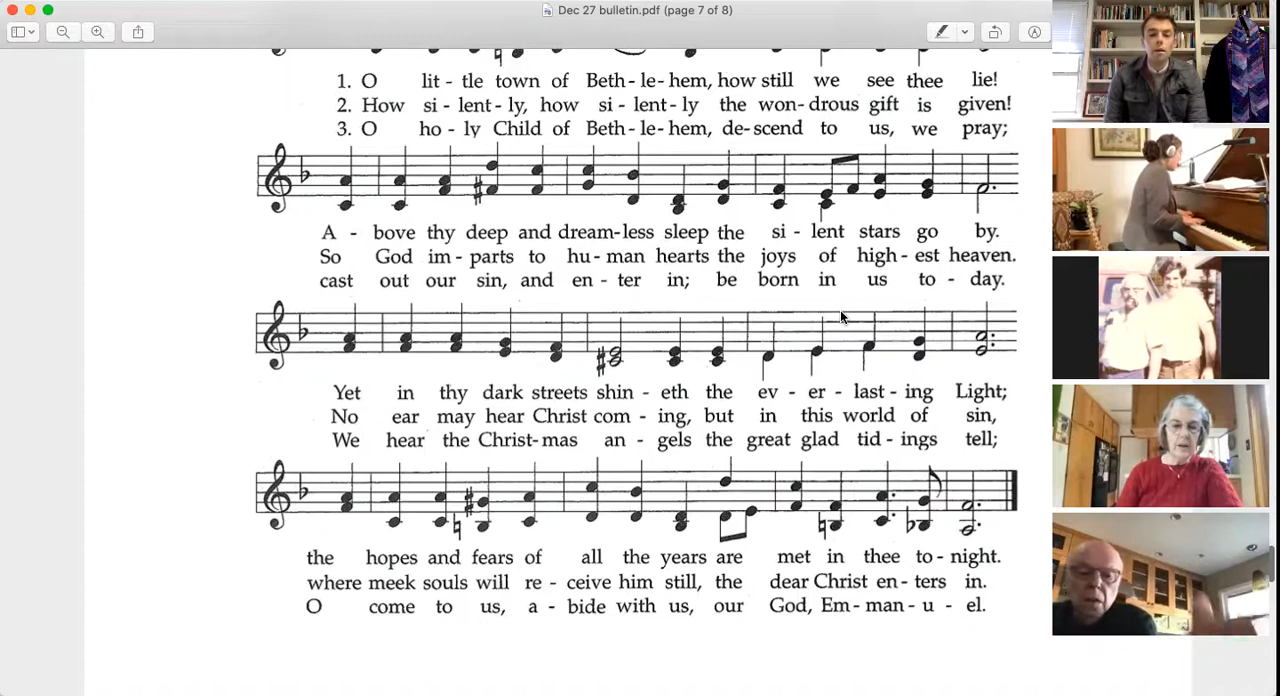 Dec 27 bulletin.pdf (page 7 of 8)
1. O lit - tle town of Beth - le - hem, how still we see thee lie!
2. How si - lent - ly, how si - lent - ly the won - drous gift is given!
3. O ho - ly Child of Beth - le - hem, de - scend to us, we pray;
A - bove thy deep and dream - less sleep the si - lent stars go by.
So God im - parts to hu - man hearts the joys of high - est heaven.
cast out our sin, and en - ter in; be born in us to - day.
Yet in thy dark streets shin - eth the ev - er - last - ing Light;
No ear may hear Christ com - ing, but in this world of sin,
We hear the Christ - mas an - gels the great glad tid - ings tell;
the hopes and fears of all the years are met in thee to - night.
where meek souls will re - ceive him still, the dear Christ en - ters in.
O come to us, a - bide with us, our God, Em - man - u - el.